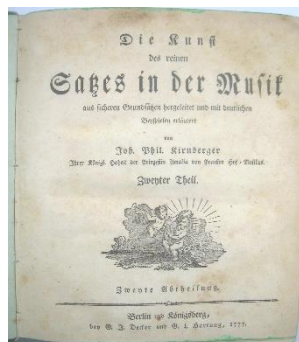 Die Kunst
des reinen
Satzes in der Musik
aus sicheren Grundsätzen hergeleitet und mit deutlichen
Beyspielen erläutert
von
Joh. Phil. Kirnberger
Ihrer Königl. Hoheit der Prinzeßin Amalia von Preussen Hof-Musikus.
Zweyter Theil.
Zweyte Abtheilung.
Berlin und Königsberg,
bey G. J. Decker und G. L. Hartung,